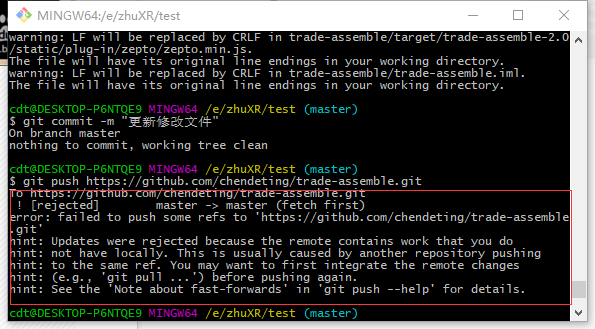 MINGW64:/e/zhuXR/test
warning: LF will be replaced by CRLF in trade-assemble/target/trade-assemble-2.0
/static/plug-in/zepto/zepto.min.js.
The file will have its original line endings in your working directory.
warning: LF will be replaced by CRLF in trade-assemble/trade-assemble.iml.
The file will have its original line endings in your working directory.
cdt@DESKTOP-P6NTQE9 MINGW64 /e/zhuXR/test (master)
$ git commit -m "更新修改文件"
On branch master
nothing to commit, working tree clean
cdt@DESKTOP-P6NTQE9 MINGW64 /e/zhuXR/test (master)
$ git push https://github.com/chendeting/trade-assemble.git
To https://github.com/chendeting/trade-assemble.git
! [rejected] master -> master (fetch first)
error: failed to push some refs to 'https://github.com/chendeting/trade-assemble
.git'
hint: Updates were rejected because the remote contains work that you do
hint: not have locally. This is usually caused by another repository pushing
hint: to the same ref. You may want to first integrate the remote changes
hint: (e.g., 'git pull ...') before pushing again.
hint: See the 'Note about fast-forwards' in 'git push --help' for details.
cdt@DESKTOP-P6NTQE9 MINGW64 /e/zhuXR/test (master)